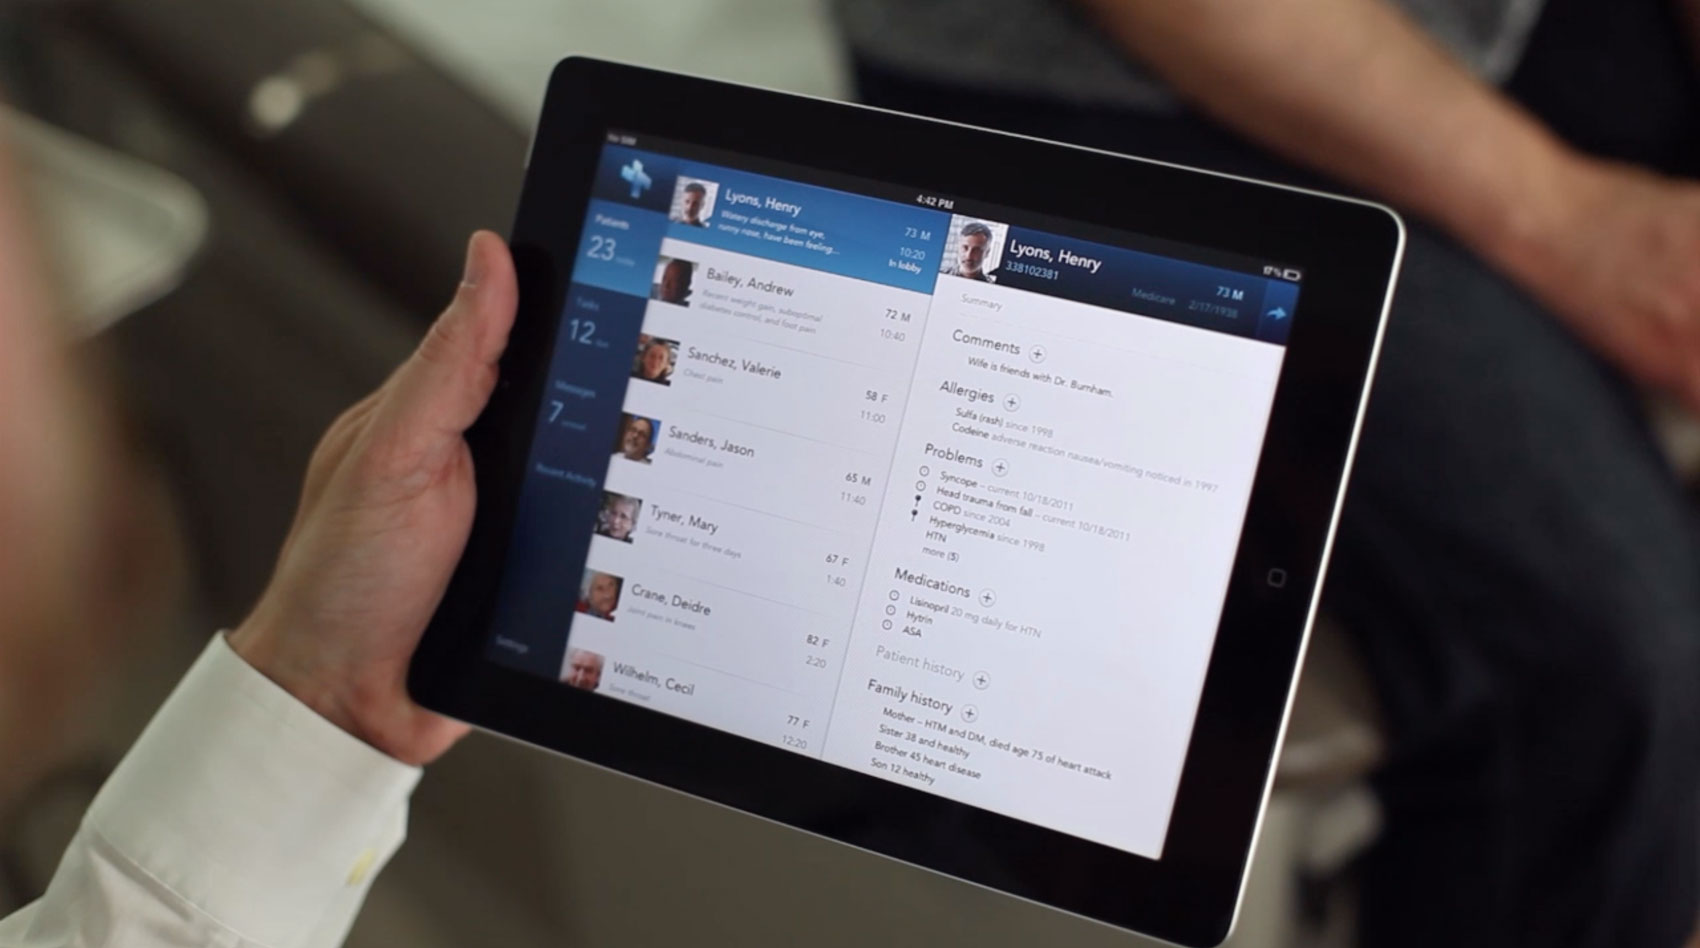 No SIM
4:42 PM
17%
Patients
23 today
Tasks
12
Messages
7 unread
Recent Activity
Settings
Lyons, Henry
Watery discharge from eye,
runny nose, have been feeling...
73 M
10:20
In lobby
Bailey, Andrew
Recent weight gain, suboptimal
diabetes control, and foot pain
72 M
10:40
Sanchez, Valerie
Chest pain
58 F
11:00
Sanders, Jason
Abdominal pain
65 M
11:40
Tyner, Mary
Sore throat for three days
67 F
1:40
Crane, Deidre
Joint pain in knees
82 F
2:20
Wilhelm, Cecil
Sore throat
77 F
12:20
Lyons, Henry
338102381
73 M
Medicare 2/17/1938
Summary
Comments +
Wife is friends with Dr. Burnham.
Allergies +
Sulfa (rash) since 1998
Codeine adverse reaction nausea/vomiting noticed in 1997
Problems +
Syncope – current 10/18/2011
Head trauma from fall – current 10/18/2011
COPD since 2004
Hyperglycemia since 1998
HTN
more (5)
Medications +
Lisinopril 20 mg daily for HTN
Hytrin
ASA
Patient history +
Family history +
Mother – HTM and DM, died age 75 of heart attack
Sister 38 and healthy
Brother 45 heart disease
Son 12 healthy